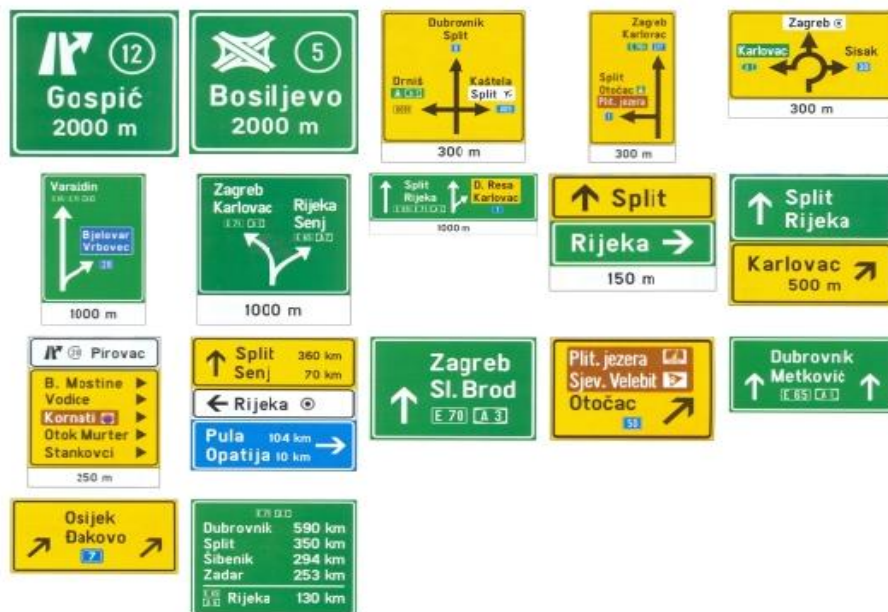 12
Gospić
2000 m
5
Bosiljevo
2000 m
Dubrovnik
Split
Drniš
Kaštela
Split
300 m
Zagreb
Karlovac
Split
Otočac
Plit. jezera
300 m
Zagreb
Karlovac
Sisak
300 m
Varaždin
Bjelovar
Vrbovec
28
1000 m
Zagreb
Karlovac
E 71
Rijeka
Senj
E 65
1000 m
Split
Rijeka
D. Resa
Karlovac
1
1000 m
Split
Rijeka
150 m
Split
Rijeka
Karlovac
500 m
Pirovac
B. Mostine
Vodice
Kornati
Otok Murter
Stankovci
250 m
Split 360 km
Senj 70 km
Rijeka
Pula 104 km
Opatija 10 km
Zagreb
Sl. Brod
E 70 A 3
Plit. jezera
Sjev. Velebit
Otočac
50
Dubrovnik
Metković
E 65 A 1
Osijek
Đakovo
7
Dubrovnik 590 km
Split 350 km
Šibenik 294 km
Zadar 253 km
Rijeka 130 km